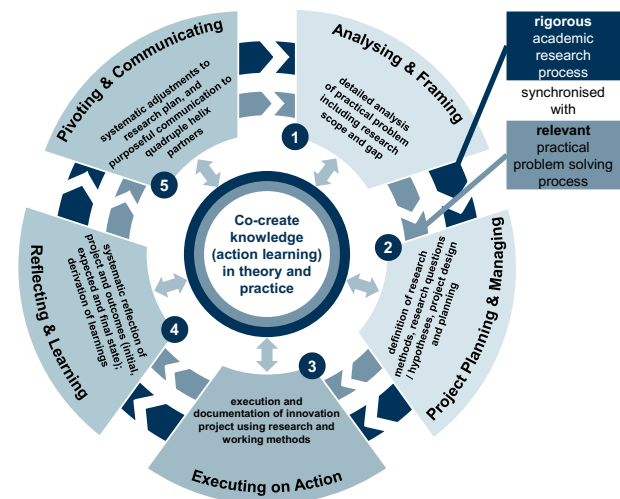 Pivoting & Communicating
systematic adjustments to
research plan, and
purposeful communication to
quadruple helix
partners
5
Analysing & Framing
detailed analysis
of practical problem
including research
scope and gap
1
rigorous
academic
research
process
synchronised
with
relevant
practical
problem solving
process
Co-create
knowledge
(action learning)
in theory and
practice
2
Project Planning & Managing
definition of research
methods, research questions
/ hypotheses, project design
and planning
Reflecting & Learning
systematic reflection of
project and outcomes (initial,
expected and final state);
derivation of learnings
4
3
execution and
documentation of innovation
project using research and
working methods
Executing on Action